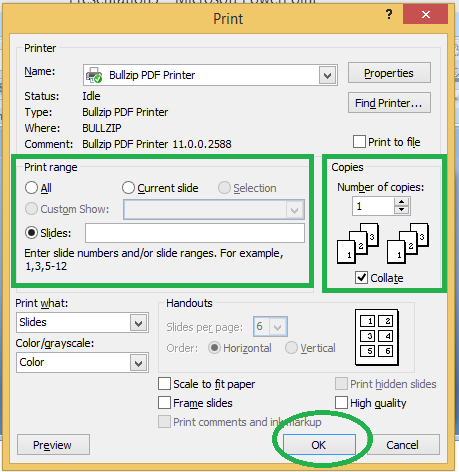 Presentation5 - Microsoft PowerPoint
Print
?
Printer
Name: Bullzip PDF Printer Properties
Status: Idle Find Printer...
Type: Bullzip PDF Printer
Where: BULLZIP
Comment: Bullzip PDF Printer 11.0.0.2588 Print to file
Print range
All Current slide Selection
Custom Show:
Slides:
Enter slide numbers and/or slide ranges. For example,
1,3,5-12
Copies
Number of copies:
1
1 2 3 1 2 3
Collate
Print what:
Slides
Color/grayscale:
Color
Handouts
Slides per page: 6
Order: Horizontal Vertical
1 2
3 4
5 6
Scale to fit paper Print hidden slides
Frame slides High quality
Print comments and ink markup
Preview OK Cancel